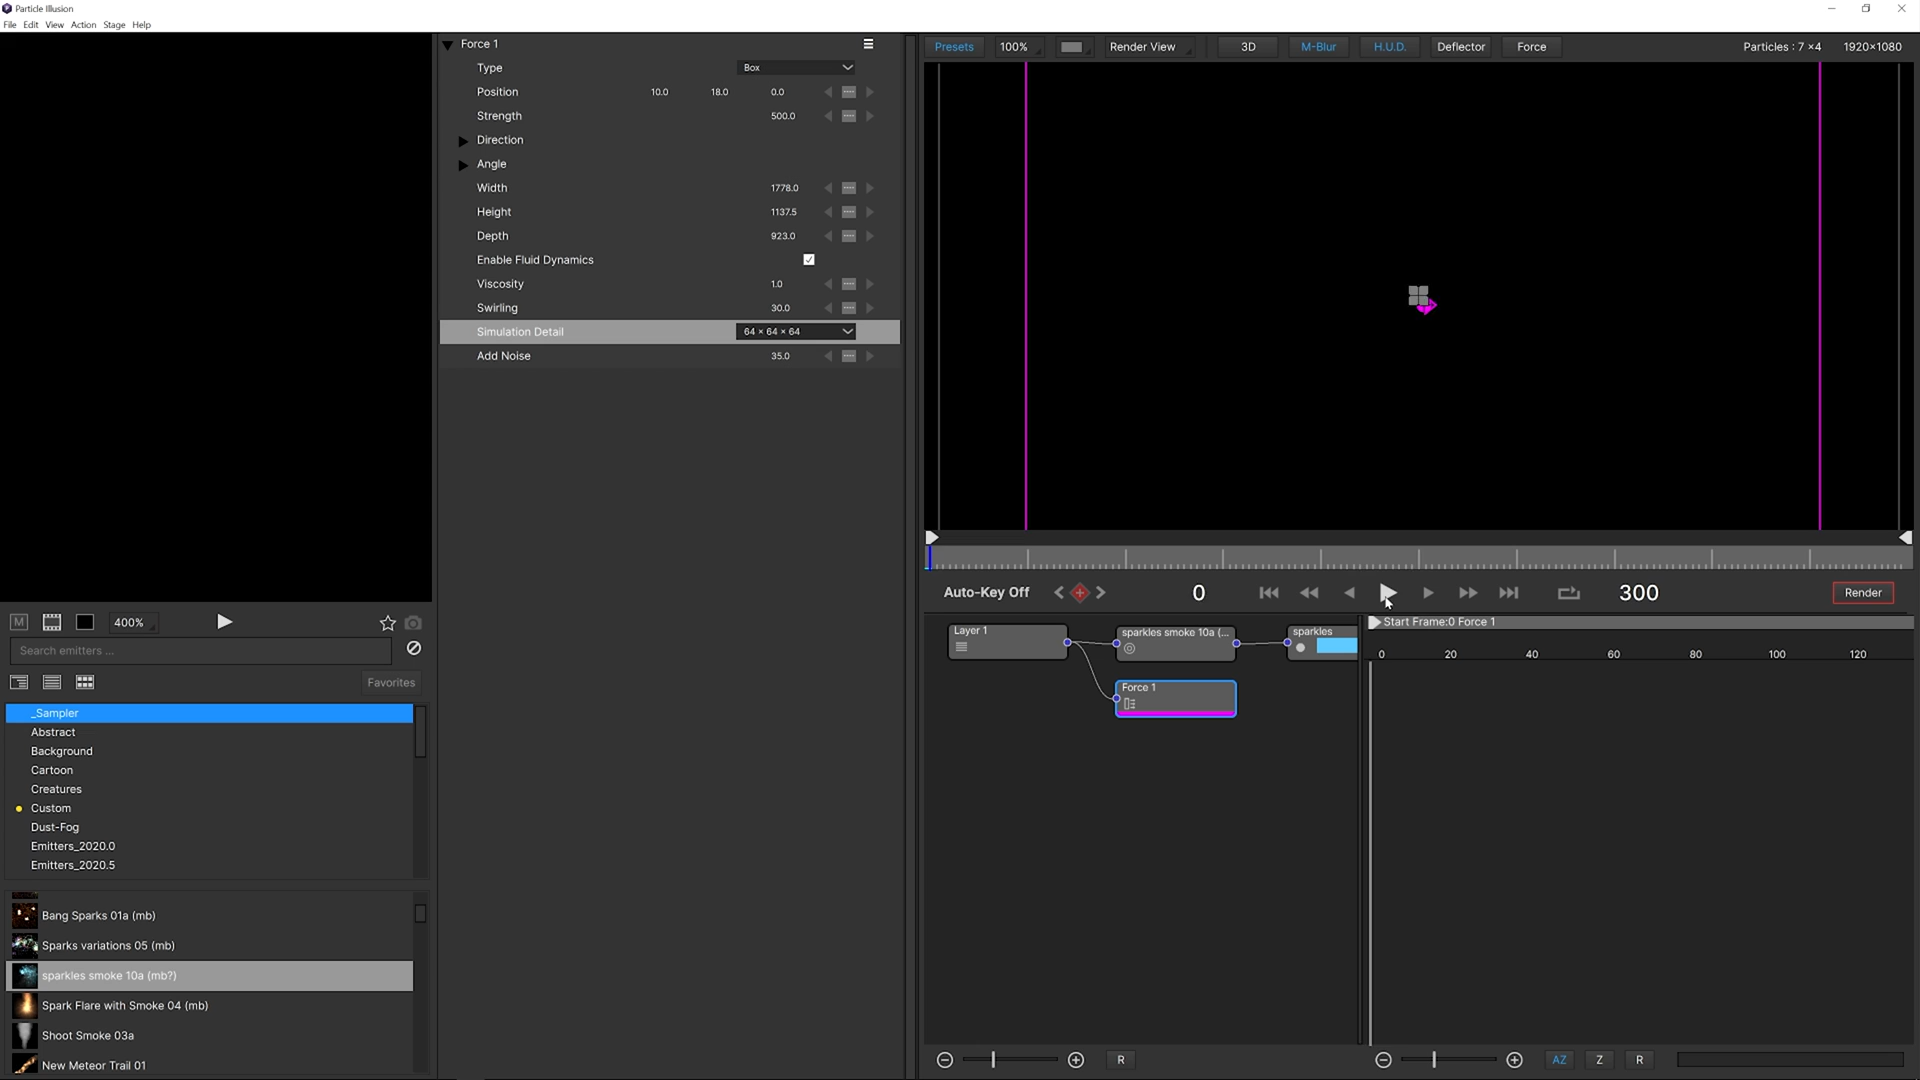 Particle Illusion
File Edit View Action Stage Help
Force 1
Type Box
Position 10.0 18.0 0.0
Strength 500.0
Direction
Angle
Width 1778.0
Height 1137.5
Depth 923.0
Enable Fluid Dynamics
Viscosity 1.0
Swirling 30.0
Simulation Detail 64 × 64 × 64
Add Noise 35.0
Presets 100% Render View 3D M-Blur H.U.D. Deflector Force Particles : 7 ×4 1920×1080
Auto-Key Off 0 300 Render
M 400%
Search emitters ...
Favorites
_Sampler
Abstract
Background
Cartoon
Creatures
Custom
Dust-Fog
Emitters_2020.0
Emitters_2020.5
Bang Sparks 01a (mb)
Sparks variations 05 (mb)
sparkles smoke 10a (mb?)
Spark Flare with Smoke 04 (mb)
Shoot Smoke 03a
New Meteor Trail 01
Layer 1
sparkles smoke 10a (...
sparkles
Force 1
Start Frame:0 Force 1
0 20 40 60 80 100 120
R
AZ Z R